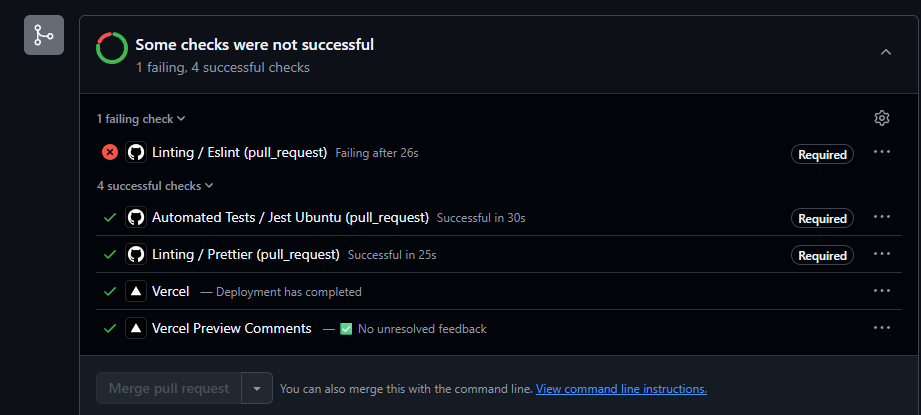 Some checks were not successful
1 failing, 4 successful checks
1 failing check
Linting / Eslint (pull_request) Failing after 26s Required
4 successful checks
Automated Tests / Jest Ubuntu (pull_request) Successful in 30s Required
Linting / Prettier (pull_request) Successful in 25s Required
Vercel — Deployment has completed
Vercel Preview Comments — ✅ No unresolved feedback
Merge pull request You can also merge this with the command line. View command line instructions.